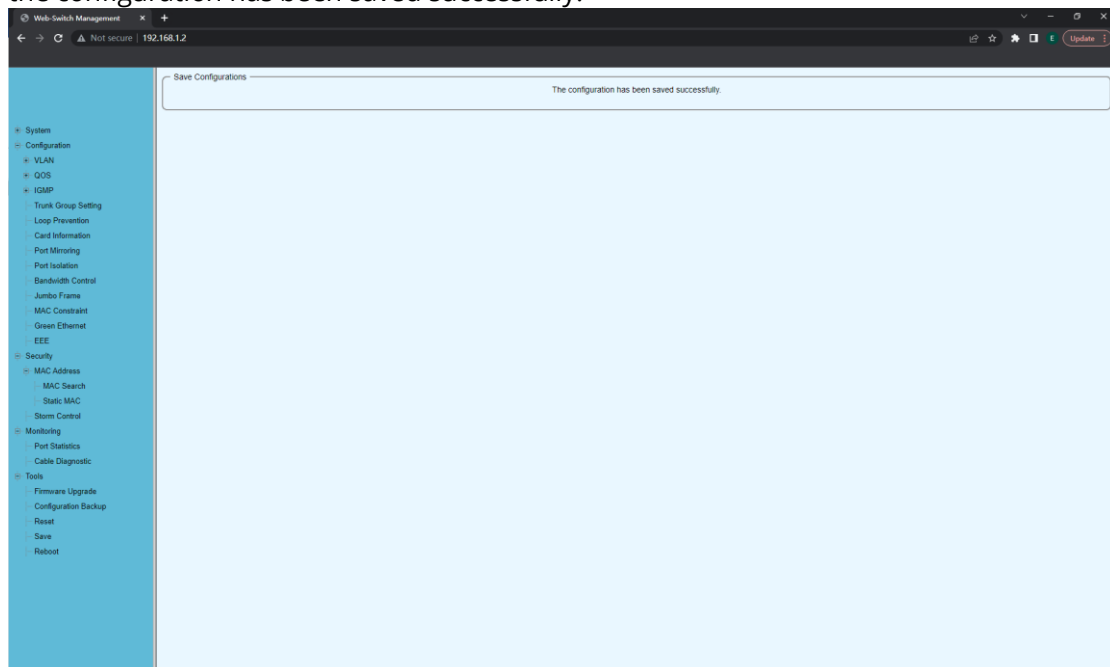 the configuration has been saved successfully.
Web-Switch Management
Not secure | 192.168.1.2
E
Update
Save Configurations
The configuration has been saved successfully.
System
Configuration
VLAN
QOS
IGMP
Trunk Group Setting
Loop Prevention
Card Information
Port Mirroring
Port Isolation
Bandwidth Control
Jumbo Frame
MAC Constraint
Green Ethernet
EEE
Security
MAC Address
MAC Search
Static MAC
Storm Control
Monitoring
Port Statistics
Cable Diagnostic
Tools
Firmware Upgrade
Configuration Backup
Reset
Save
Reboot